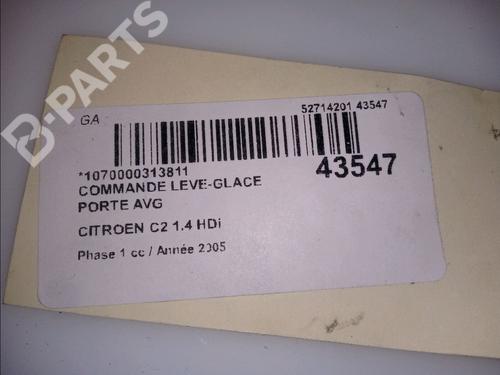 B-PARTS
GA
52714201 43547
*1070000313811
43547
COMMANDE LEVE-GLACE
PORTE AVG
CITROEN C2 1.4 HDi
Phase 1 cc / Année 2005